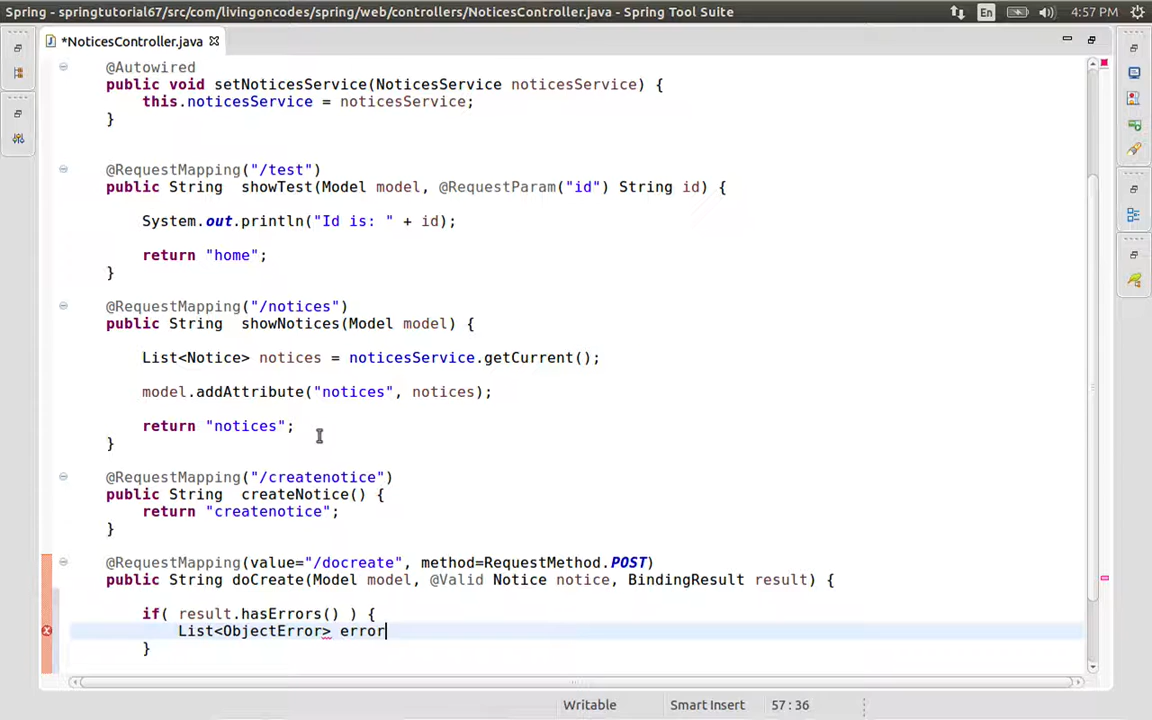 Spring - springtutorial67/src/com/livingoncodes/spring/web/controllers/NoticesController.java - Spring Tool Suite
En
4:57 PM
*NoticesController.java
@Autowired
public void setNoticesService(NoticesService noticesService) {
this.noticesService = noticesService;
}
@RequestMapping("/test")
public String  showTest(Model model, @RequestParam("id") String id) {
System.out.println("Id is: " + id);
return "home";
}
@RequestMapping("/notices")
public String  showNotices(Model model) {
List<Notice> notices = noticesService.getCurrent();
model.addAttribute("notices", notices);
return "notices";
}
@RequestMapping("/createnotice")
public String  createNotice() {
return "createnotice";
}
@RequestMapping(value="/docreate", method=RequestMethod.POST)
public String doCreate(Model model, @Valid Notice notice, BindingResult result) {
if( result.hasErrors() ) {
List<ObjectError> error
}
Writable
Smart Insert
57 : 36